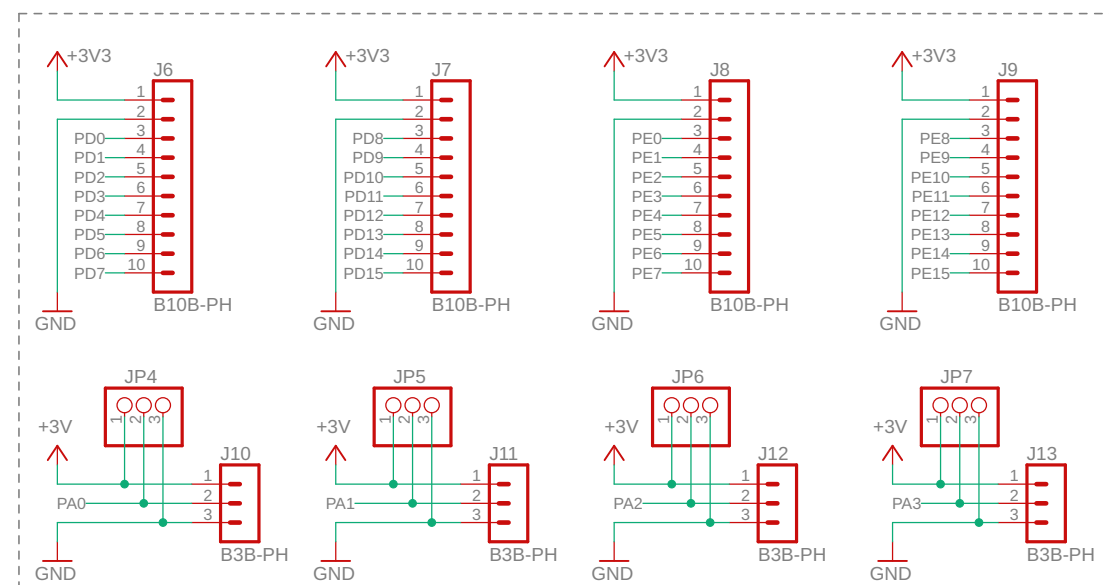 +3V3 +3V3 +3V3 +3V3
J6 J7 J8 J9
1 1 1 1
2 2 2 2
PD0 3 PD8 3 PE0 3 PE8 3
PD1 4 PD9 4 PE1 4 PE9 4
PD2 5 PD10 5 PE2 5 PE10 5
PD3 6 PD11 6 PE3 6 PE11 6
PD4 7 PD12 7 PE4 7 PE12 7
PD5 8 PD13 8 PE5 8 PE13 8
PD6 9 PD14 9 PE6 9 PE14 9
PD7 10 PD15 10 PE7 10 PE15 10
B10B-PH B10B-PH B10B-PH B10B-PH
GND GND GND GND
JP4 JP5 JP6 JP7
1 2 3 1 2 3 1 2 3 1 2 3
+3V +3V +3V +3V
J10 J11 J12 J13
1 1 1 1
PA0 2 PA1 2 PA2 2 PA3 2
3 3 3 3
B3B-PH B3B-PH B3B-PH B3B-PH
GND GND GND GND